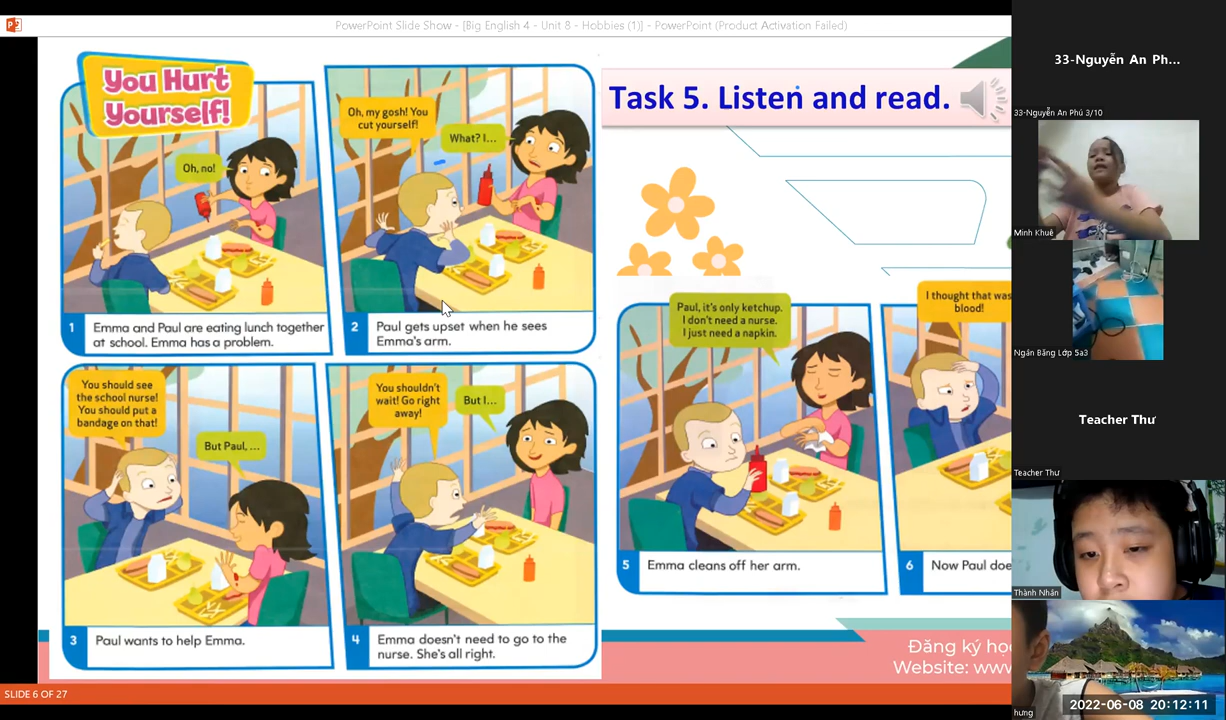 PowerPoint Slide Show - [Big English 4 - Unit 8 - Hobbies (1)] - PowerPoint (Product Activation Failed)
You Hurt
Yourself!
Oh, no!
1 Emma and Paul are eating lunch together
at school. Emma has a problem.
Oh, my gosh! You
cut yourself!
What? I...
2 Paul gets upset when he sees
Emma's arm.
You should see
the school nurse!
You should put a
bandage on that!
But Paul, ...
3 Paul wants to help Emma.
You shouldn't
wait! Go right
away!
But I...
4 Emma doesn't need to go to the
nurse. She's all right.
Task 5. Listen and read.
Paul, it's only ketchup.
I don't need a nurse.
I just need a napkin.
5 Emma cleans off her arm.
I thought that was
blood!
6 Now Paul doe
Đăng ký họ
Website: www
SLIDE 6 OF 27
33-Nguyễn An Ph...
33-Nguyễn An Phú 3/10
Minh Khuê
Ngân Băng Lớp 5a3
Teacher Thư
Teacher Thư
Thành Nhân
hưng
2022-06-08 20:12:11